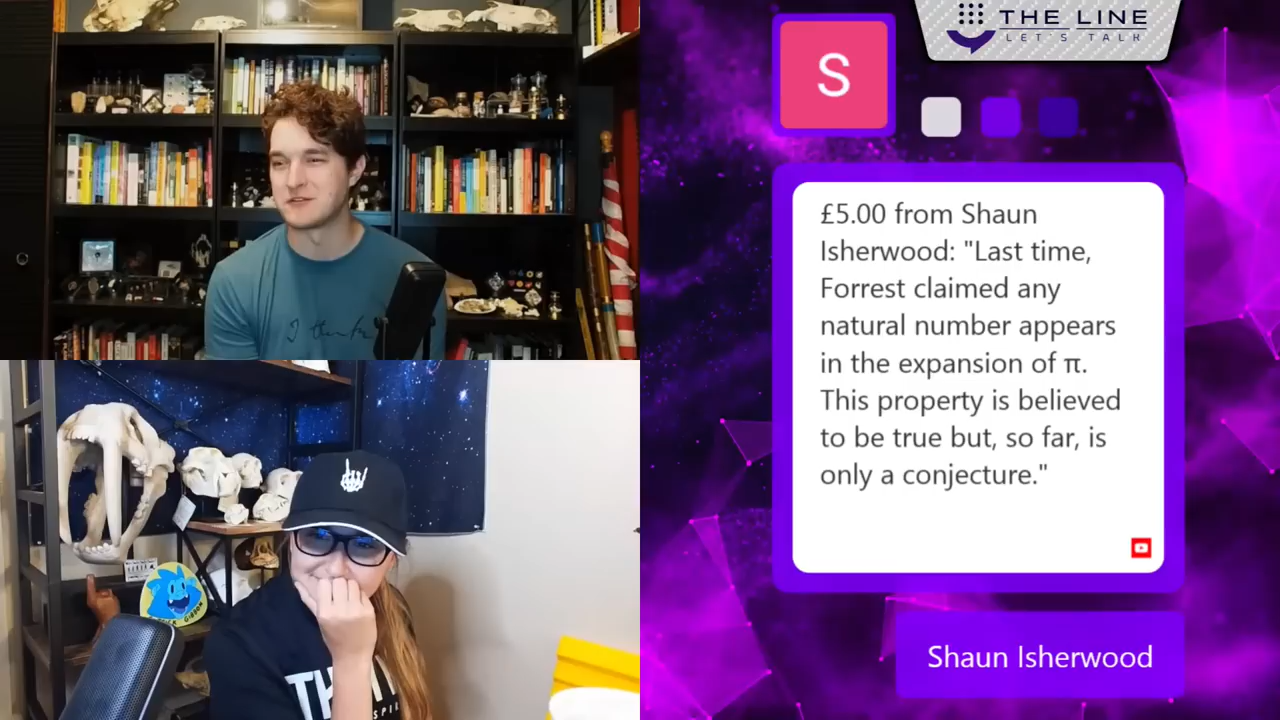 THE LINE
LET'S TALK
S
£5.00 from Shaun
Isherwood: "Last time,
Forrest claimed any
natural number appears
in the expansion of π.
This property is believed
to be true but, so far, is
only a conjecture."
Shaun Isherwood
I think